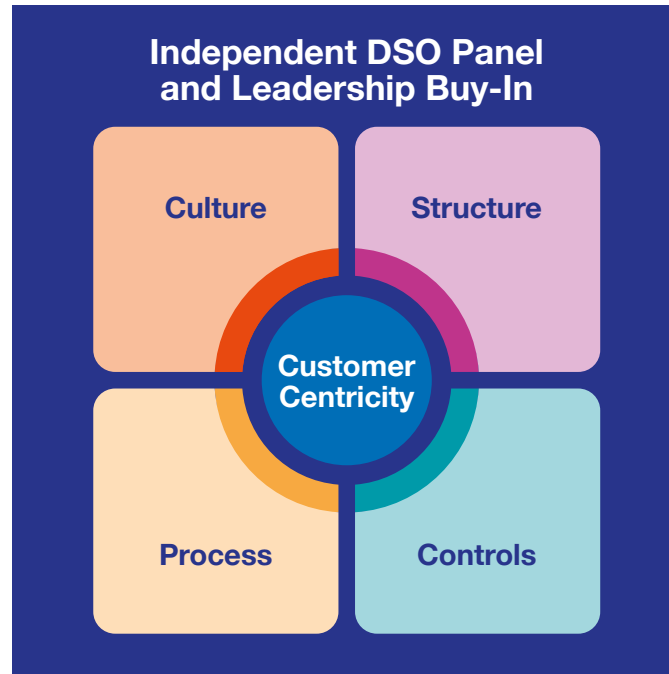 Independent DSO Panel
and Leadership Buy-In
Culture
Structure
Customer
Centricity
Process
Controls